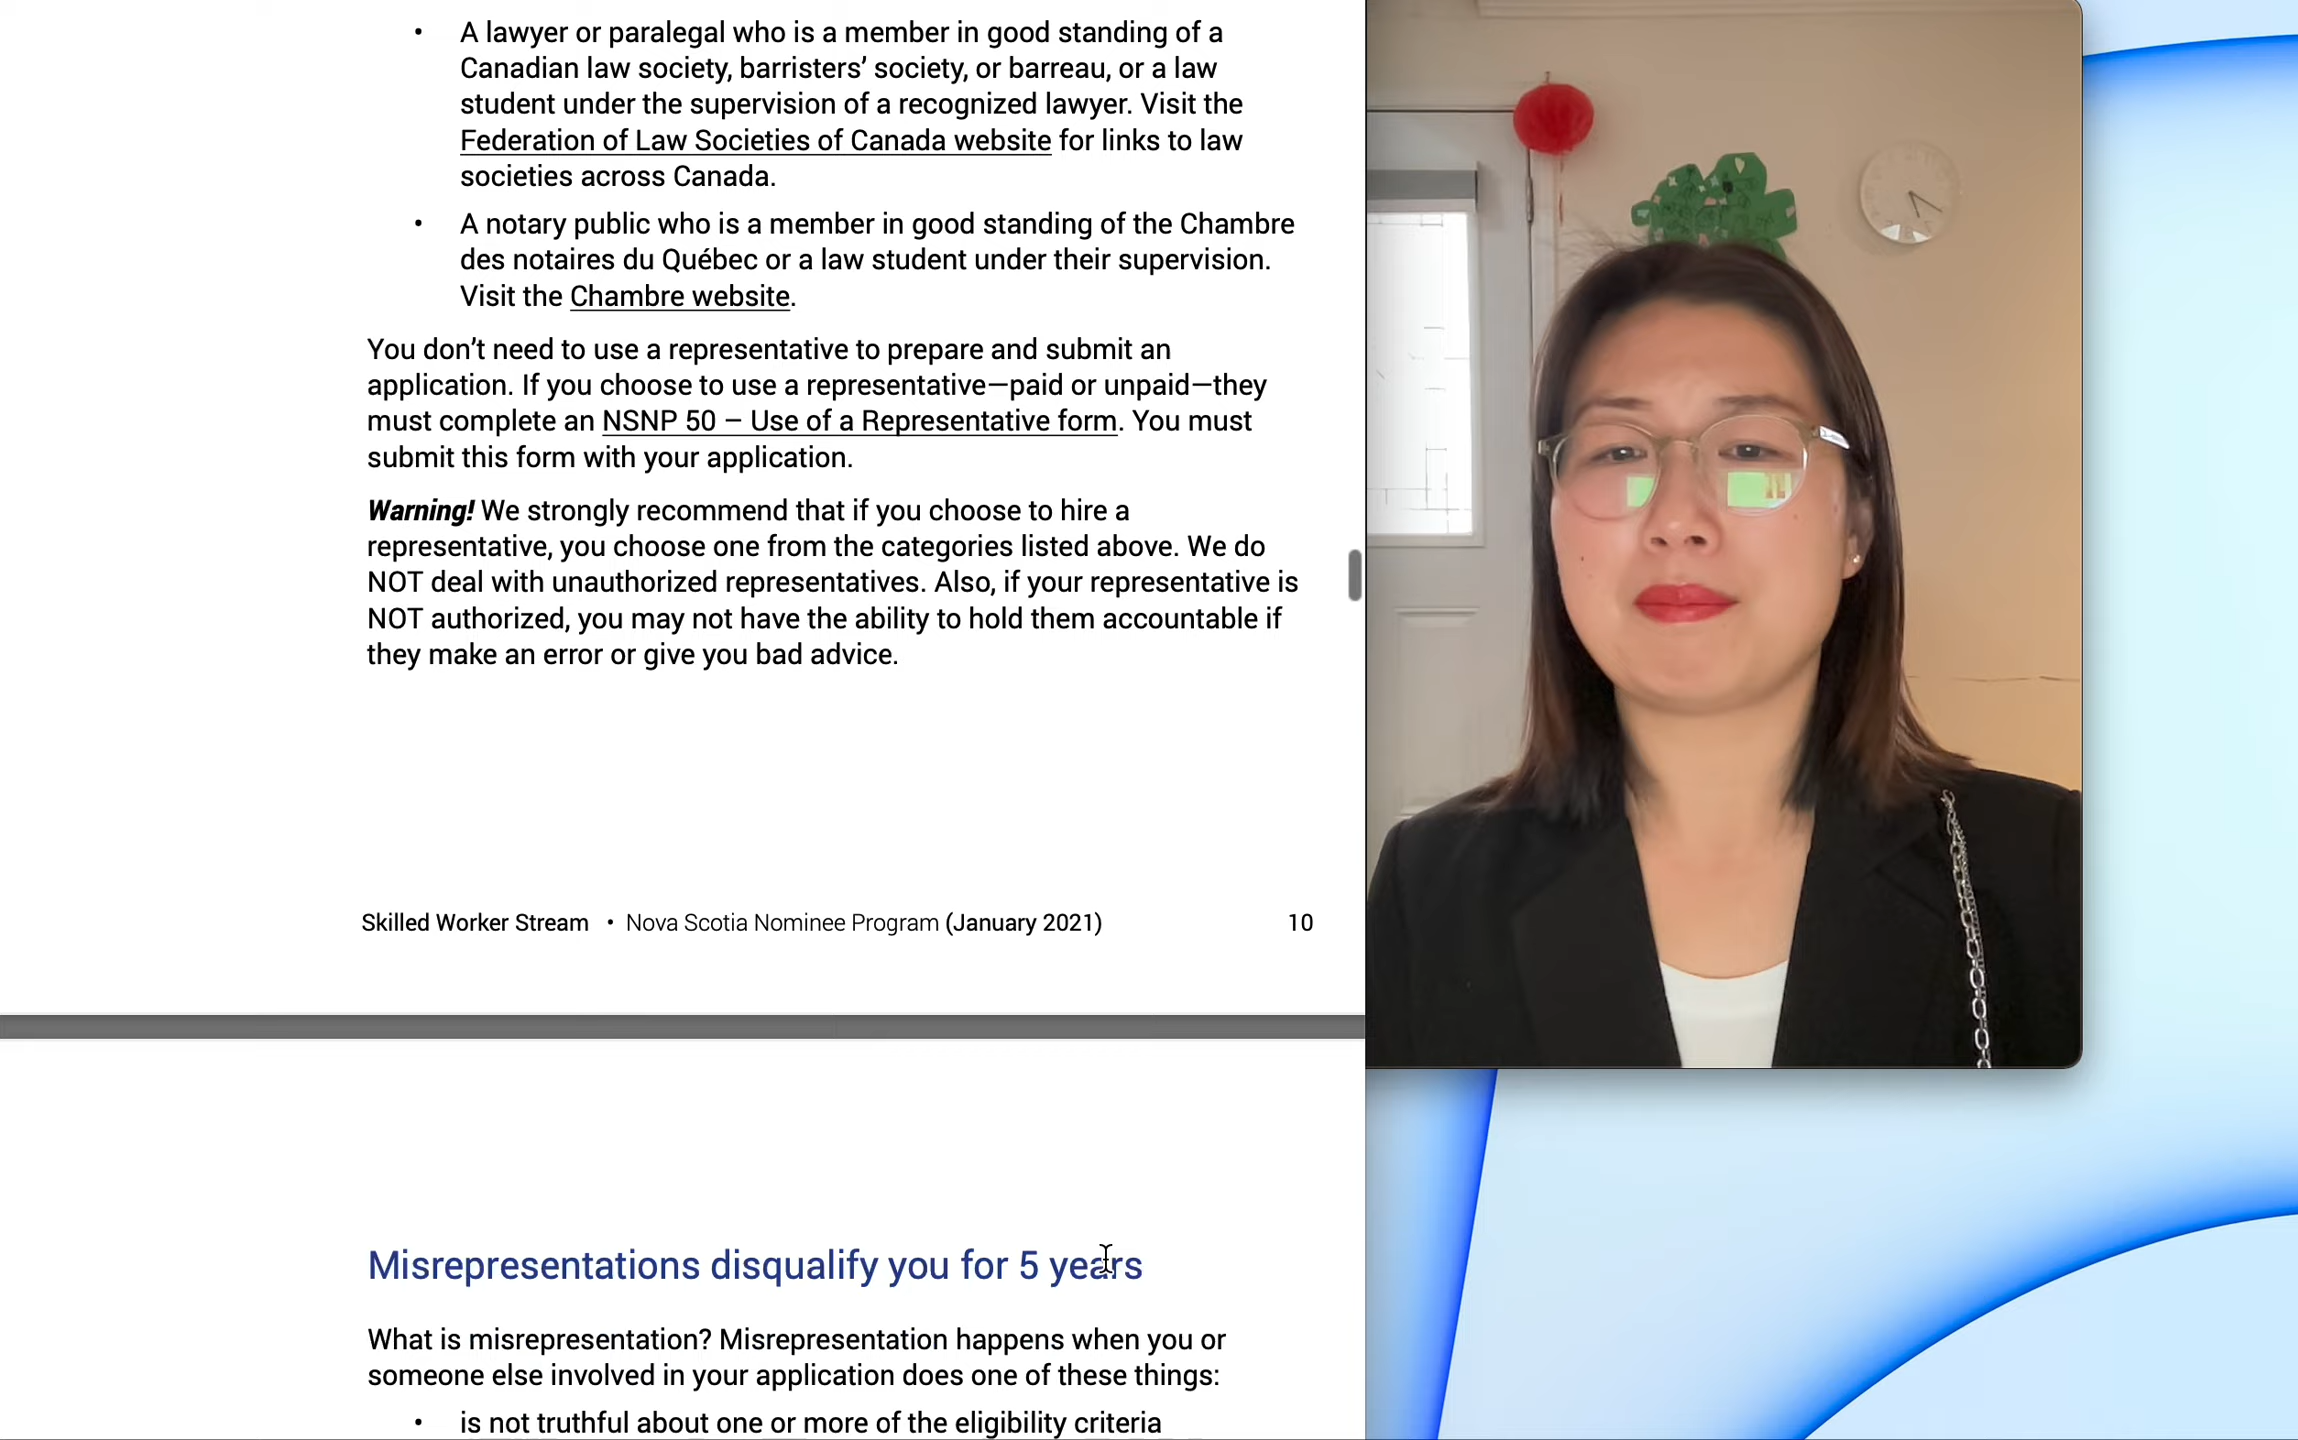 • A lawyer or paralegal who is a member in good standing of a
Canadian law society, barristers’ society, or barreau, or a law
student under the supervision of a recognized lawyer. Visit the
Federation of Law Societies of Canada website for links to law
societies across Canada.
• A notary public who is a member in good standing of the Chambre
des notaires du Québec or a law student under their supervision.
Visit the Chambre website.
You don’t need to use a representative to prepare and submit an
application. If you choose to use a representative—paid or unpaid—they
must complete an NSNP 50 – Use of a Representative form. You must
submit this form with your application.
Warning! We strongly recommend that if you choose to hire a
representative, you choose one from the categories listed above. We do
NOT deal with unauthorized representatives. Also, if your representative is
NOT authorized, you may not have the ability to hold them accountable if
they make an error or give you bad advice.
Skilled Worker Stream • Nova Scotia Nominee Program (January 2021) 10
Misrepresentations disqualify you for 5 years
What is misrepresentation? Misrepresentation happens when you or
someone else involved in your application does one of these things:
• is not truthful about one or more of the eligibility criteria